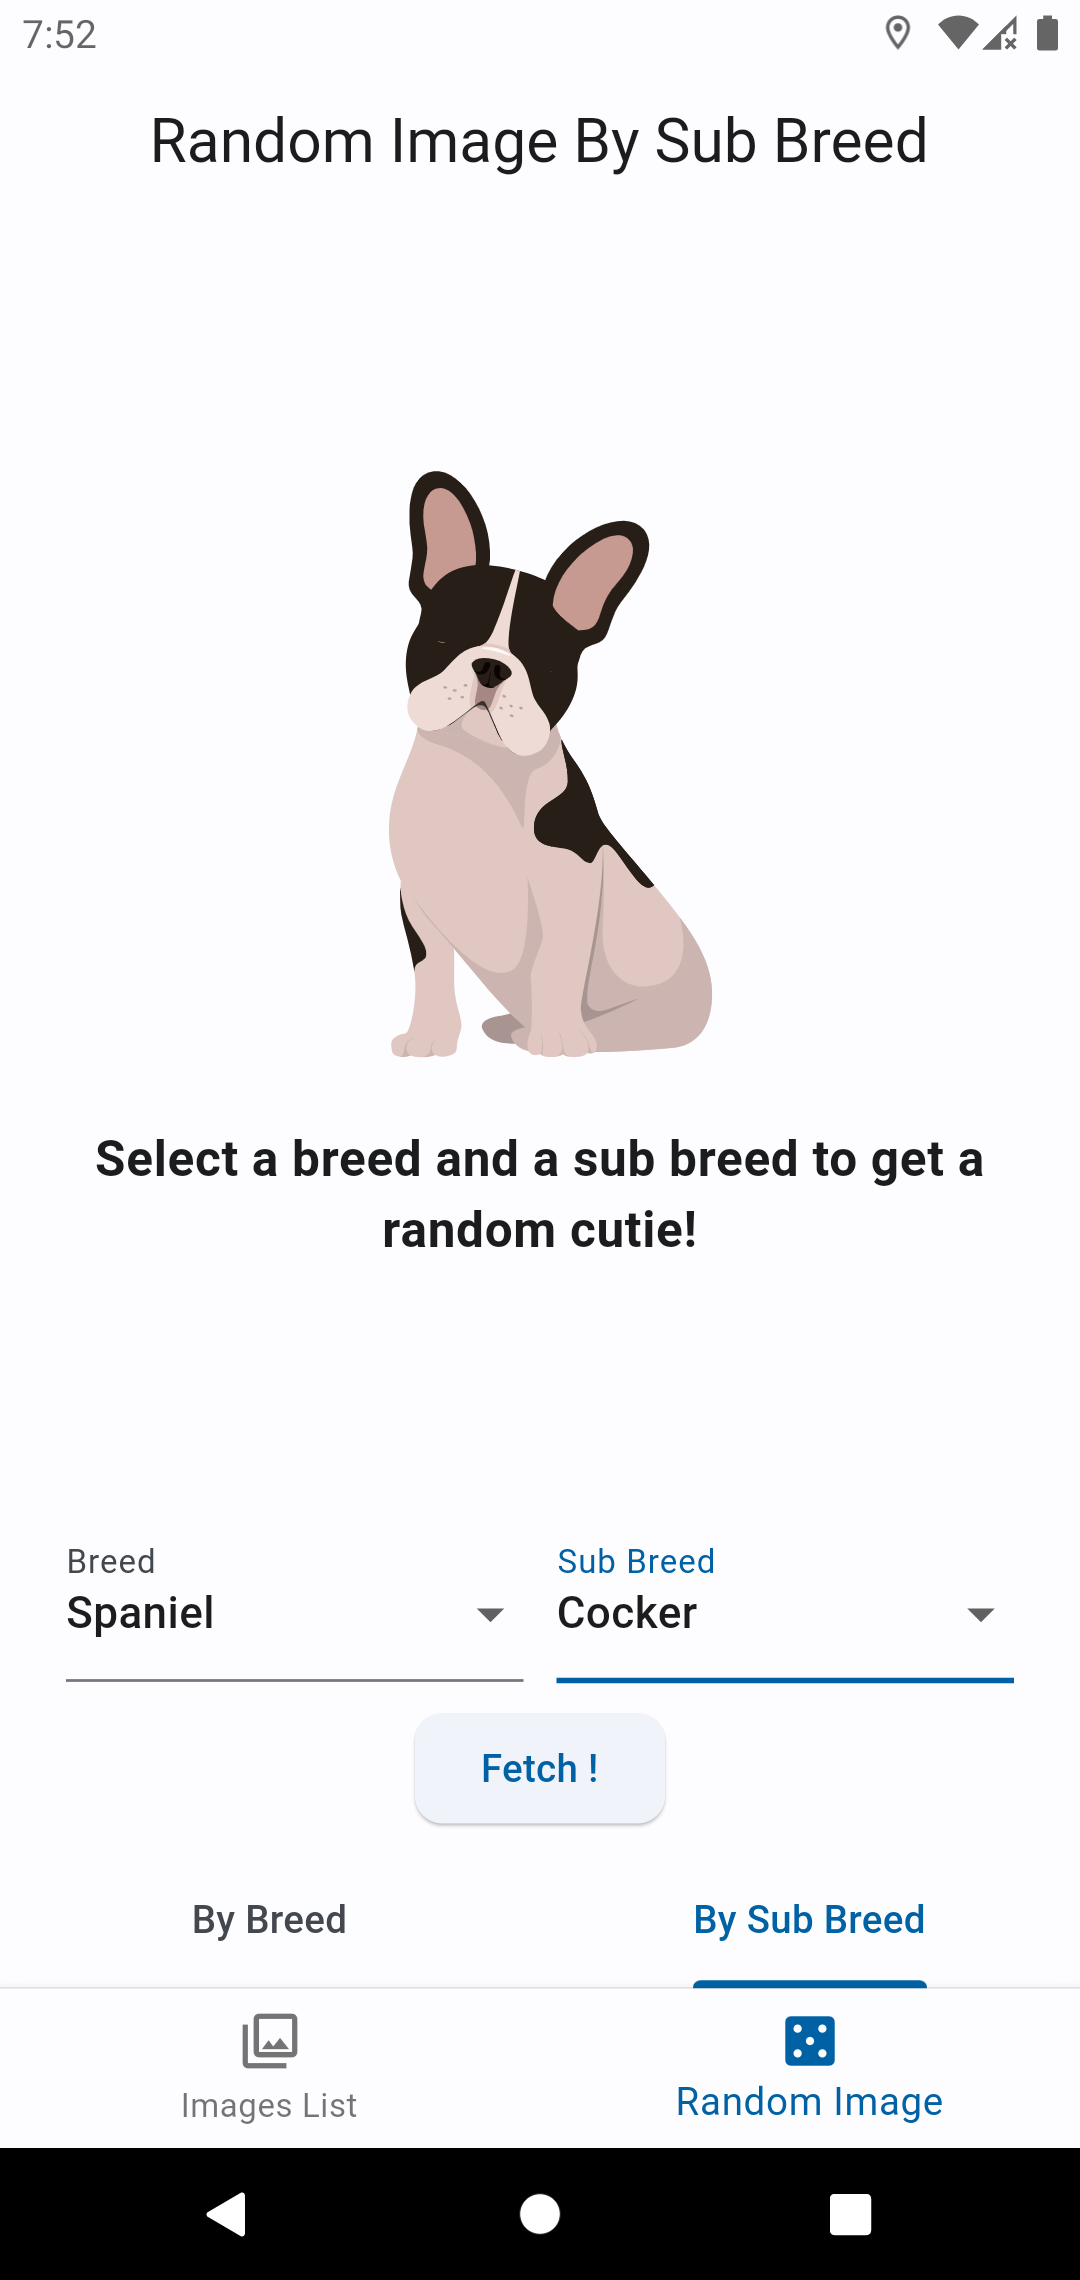 7:52
Random Image By Sub Breed
Select a breed and a sub breed to get a
random cutie!
Breed
Sub Breed
Spaniel
Cocker
Fetch !
By Breed
By Sub Breed
Images List
Random Image